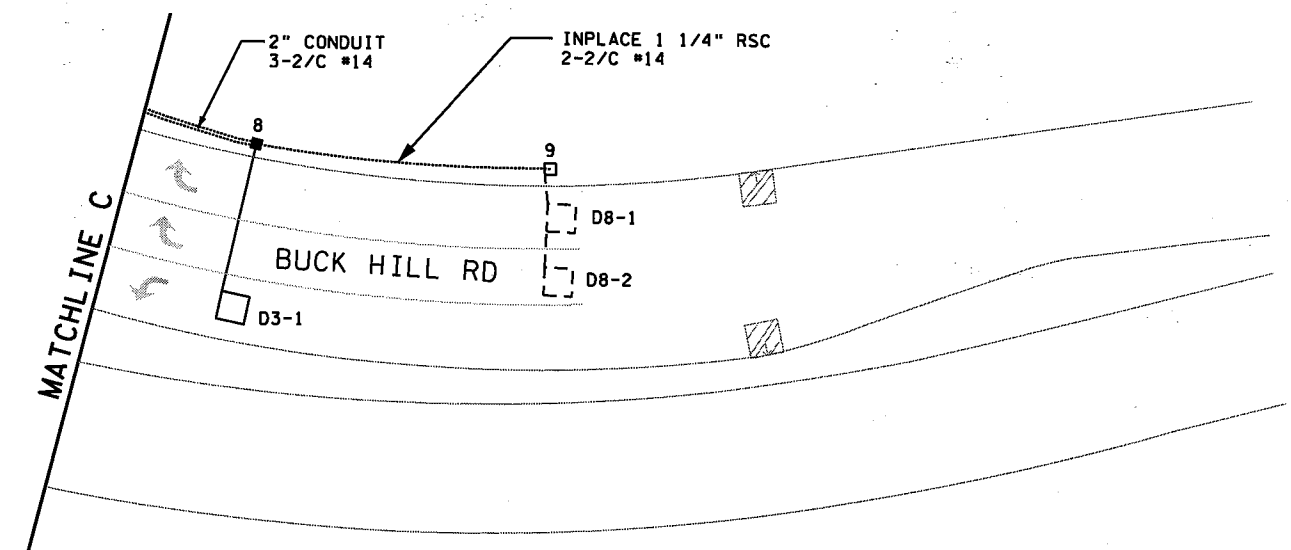 2" CONDUIT
3-2/C #14
INPLACE 1 1/4" RSC
2-2/C #14
8
9
D8-1
BUCK HILL RD
D8-2
D3-1
MATCHLINE C